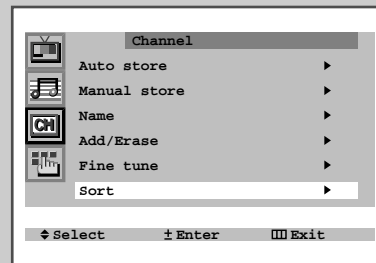 Channel
Auto store
Manual store
CH
Name
Add/Erase
Fine tune
Sort
Select ± Enter Exit